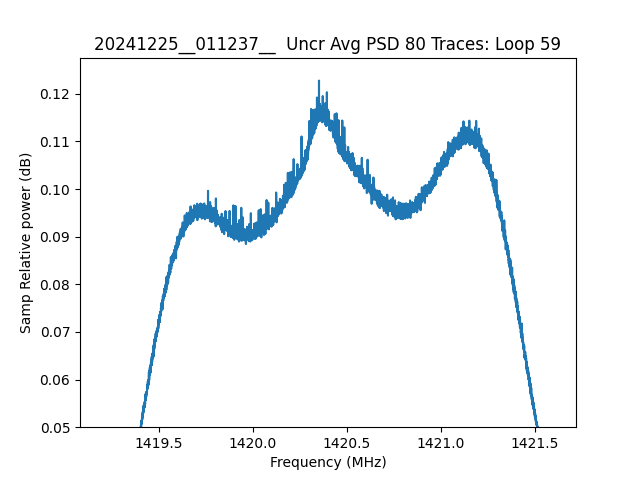 20241225__011237__  Uncr Avg PSD 80 Traces: Loop 59
Samp Relative power (dB)
0.12
0.11
0.10
0.09
0.08
0.07
0.06
0.05
1419.5 1420.0 1420.5 1421.0 1421.5
Frequency (MHz)